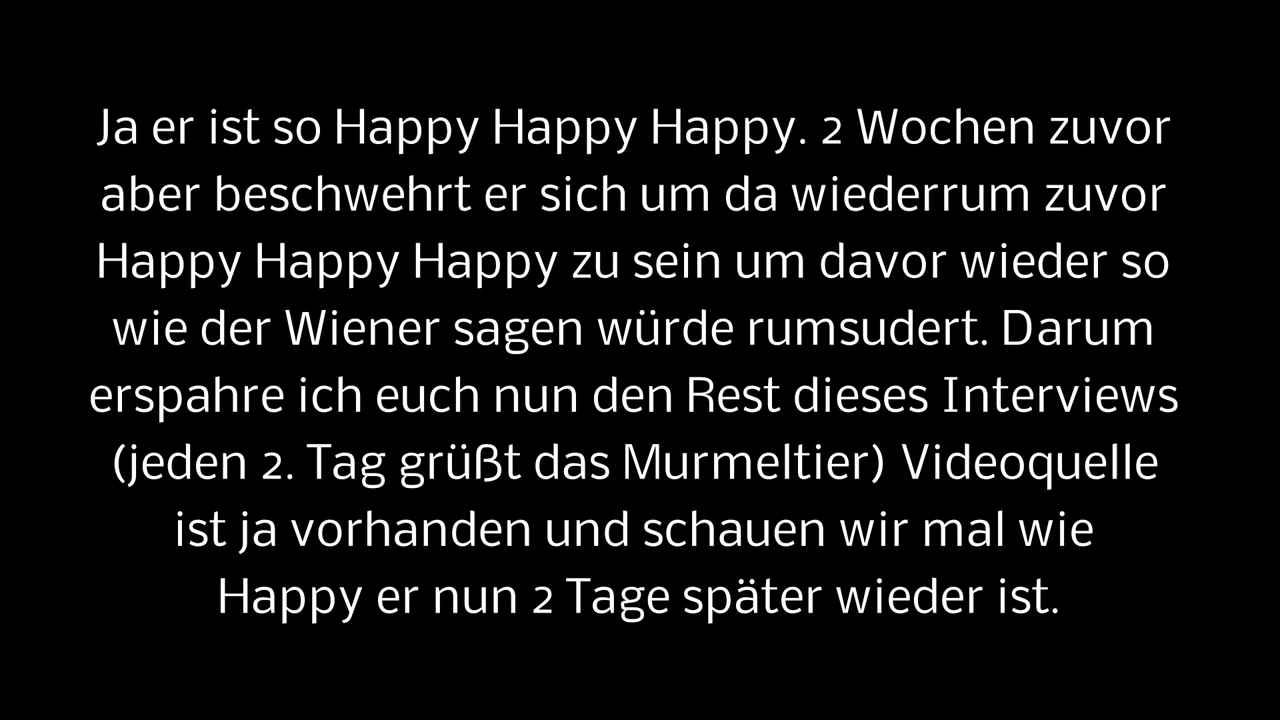 Ja er ist so Happy Happy Happy. 2 Wochen zuvor
aber beschwehrt er sich um da wiederrum zuvor
Happy Happy Happy zu sein um davor wieder so
wie der Wiener sagen würde rumsudert. Darum
erspahre ich euch nun den Rest dieses Interviews
(jeden 2. Tag grüßt das Murmeltier) Videoquelle
ist ja vorhanden und schauen wir mal wie
Happy er nun 2 Tage später wieder ist.